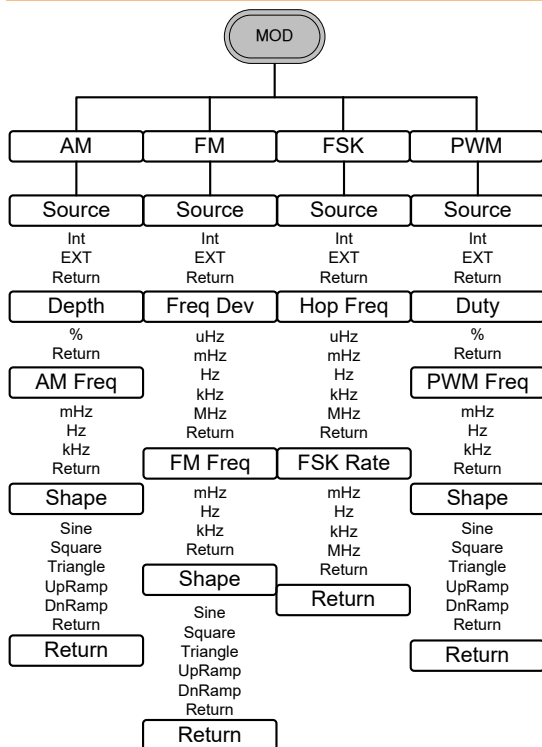 MOD
AM
FM
FSK
PWM
Source
Int
EXT
Return
Depth
%
Return
AM Freq
mHz
Hz
kHz
Return
Shape
Sine
Square
Triangle
UpRamp
DnRamp
Return
Return
Source
Int
EXT
Return
Freq Dev
uHz
mHz
Hz
kHz
MHz
Return
FM Freq
mHz
Hz
kHz
Return
Shape
Sine
Square
Triangle
UpRamp
DnRamp
Return
Return
Source
Int
EXT
Return
Hop Freq
uHz
mHz
Hz
kHz
MHz
Return
FSK Rate
mHz
Hz
kHz
MHz
Return
Return
Source
Int
EXT
Return
Duty
%
Return
PWM Freq
mHz
Hz
kHz
Return
Shape
Sine
Square
Triangle
UpRamp
DnRamp
Return
Return